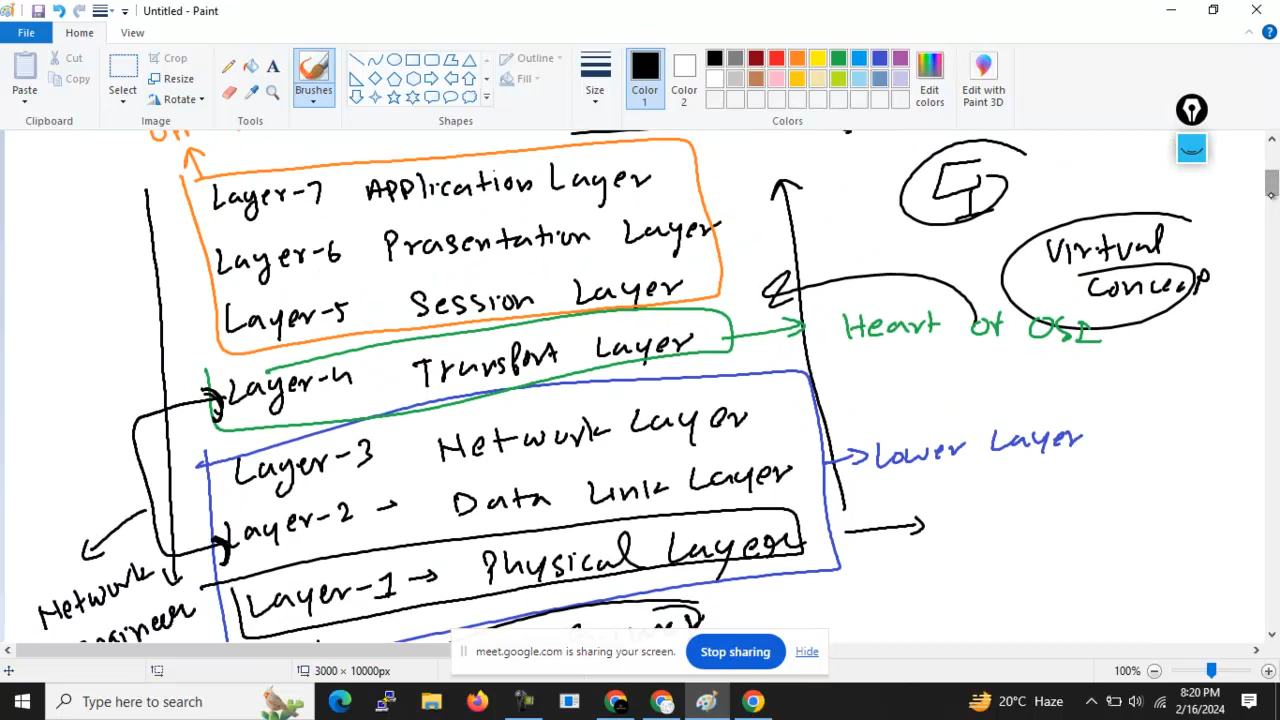 Untitled - Paint
File
Home
View
Paste
Cut
Copy
Clipboard
Select
Crop
Resize
Rotate
Image
Tools
Brushes
Outline
Fill
Shapes
Size
Color 1
Color 2
Edit colors
Edit with Paint 3D
Colors
Layer-7 Application Layer
Layer-6 Prasentation Layer
Layer-5 Session Layer
Layer-4 Transport Layer
Layer-3 Network Layer
Layer-2 → Data Link Layer
Layer-1 → Physical Layer
Virtual
Concept
Heart of OSI
Lower Layer
Network
meet.google.com is sharing your screen.
Stop sharing
Hide
3000 × 10000px
100%
Type here to search
20°C Haze
8:20 PM
2/16/2024